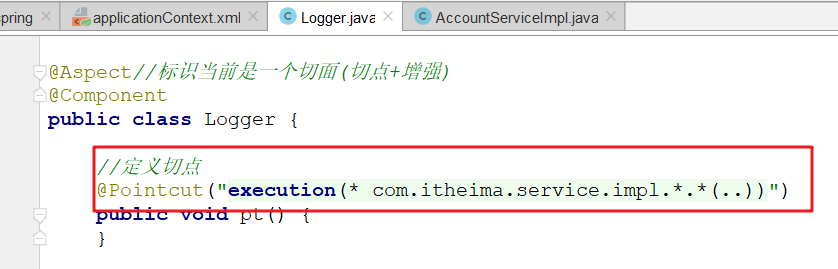 spring applicationContext.xml Logger.java AccountServiceImpl.java
@Aspect//标识当前是一个切面(切点+增强)
@Component
public class Logger {
//定义切点
@Pointcut("execution(* com.itheima.service.impl.*.*(..))")
public void pt() {
}